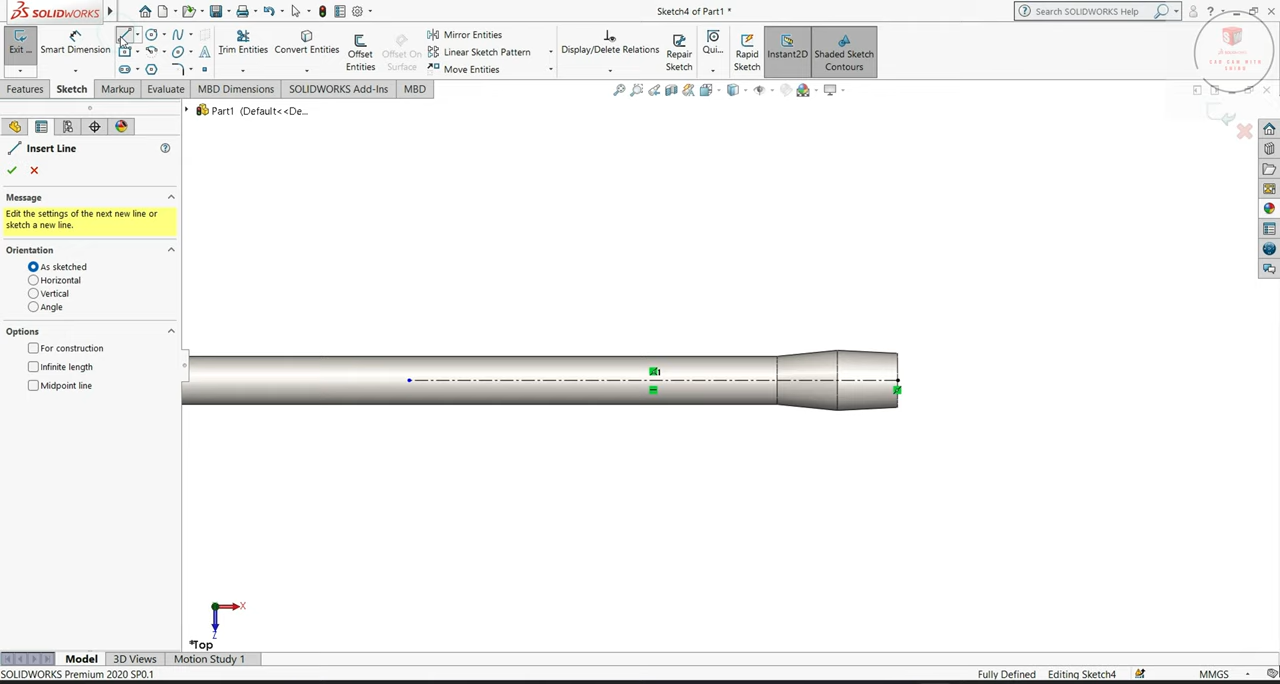 SOLIDWORKS
Sketch4 of Part1 *
Search SOLIDWORKS Help
Exit ...
Smart Dimension
Trim Entities
Convert Entities
Offset Entities
Offset On Surface
Mirror Entities
Linear Sketch Pattern
Move Entities
Display/Delete Relations
Repair Sketch
Qui...
Rapid Sketch
Instant2D
Shaded Sketch Contours
CAD CAM WITH
Features
Sketch
Markup
Evaluate
MBD Dimensions
SOLIDWORKS Add-Ins
MBD
Part1 (Default<<De...
Insert Line
Message
Edit the settings of the next new line or
sketch a new line.
Orientation
As sketched
Horizontal
Vertical
Angle
Options
For construction
Infinite length
Midpoint line
1
X
Z
*Top
Model
3D Views
Motion Study 1
SOLIDWORKS Premium 2020 SP0.1
Fully Defined
Editing Sketch4
MMGS